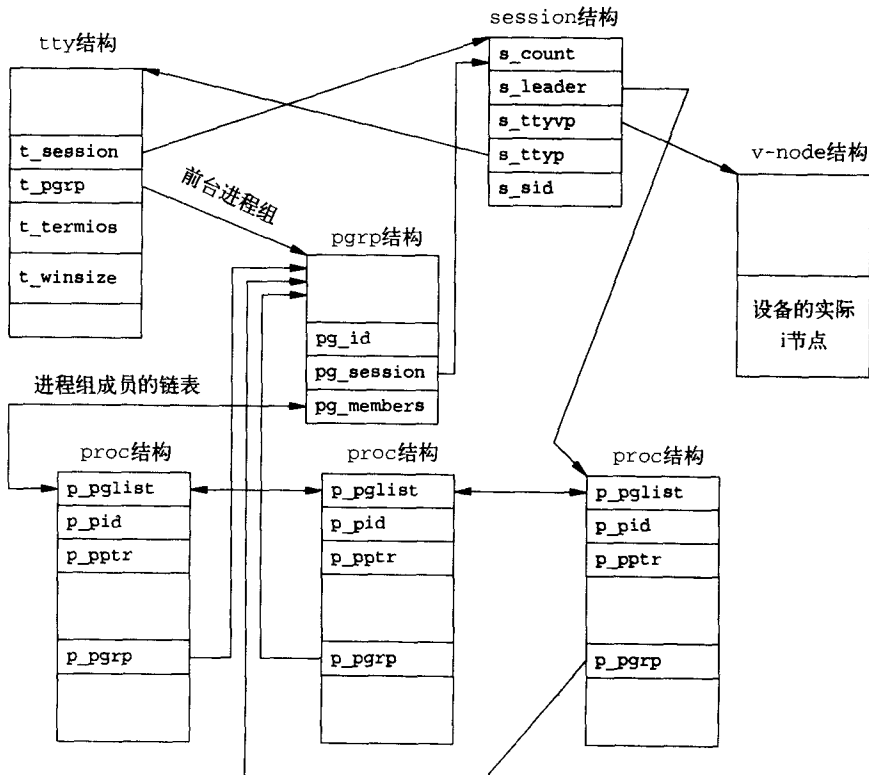 session结构
s_count
s_leader
s_ttyvp
s_ttyp
s_sid
tty结构
t_session
t_pgrp
t_termios
t_winsize
前台进程组
v-node结构
设备的实际
i节点
pgrp结构
pg_id
pg_session
pg_members
进程组成员的链表
proc结构
p_pglist
p_pid
p_pptr
p_pgrp
proc结构
p_pglist
p_pid
p_pptr
p_pgrp
proc结构
p_pglist
p_pid
p_pptr
p_pgrp